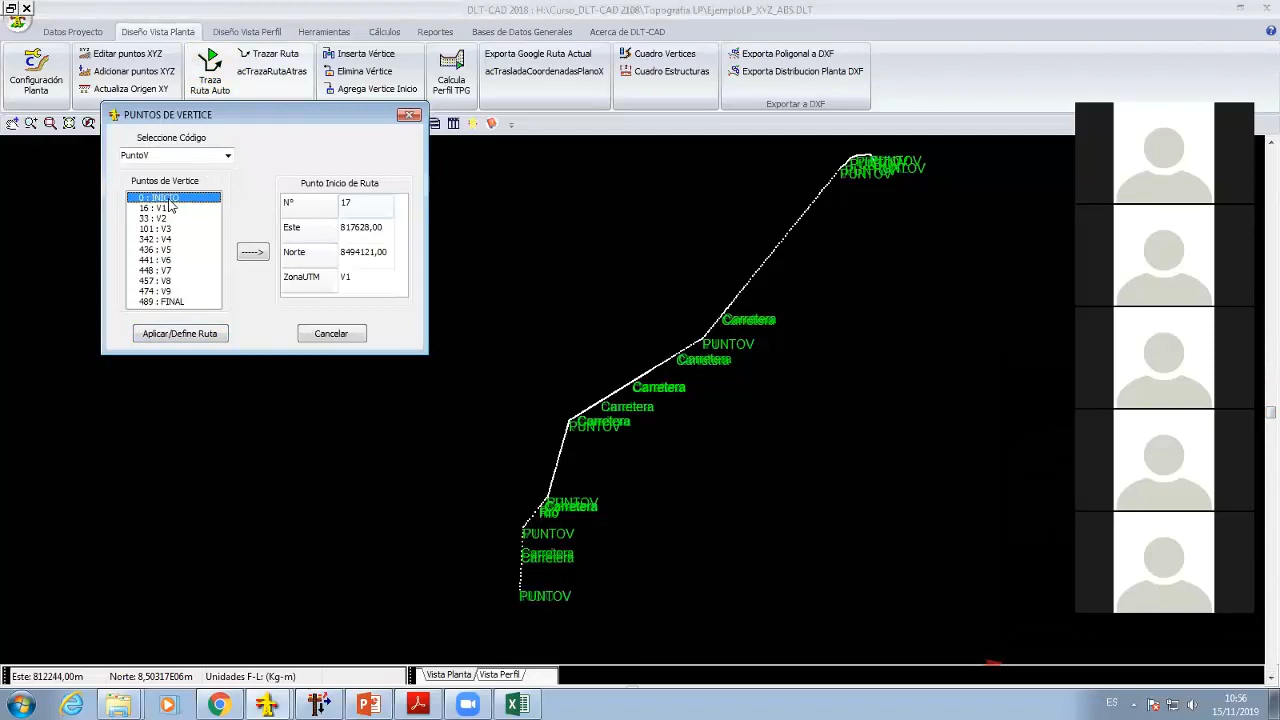 DLT-CAD 2018 : H:\Curso_DLT-CAD 2108\Topografia LP\EjemploLP_XYZ_ABS.DLT
Datos Proyecto
Diseño Vista Planta
Diseño Vista Perfil
Herramientas
Cálculos
Reportes
Bases de Datos Generales
Acerca de DLT-CAD
Configuración
Planta
Editar puntos XYZ
Adicionar puntos XYZ
Actualiza Origen XY
Traza
Ruta Auto
Trazar Ruta
acTrazaRutaAtras
Inserta Vértice
Elimina Vértice
Agrega Vertice Inicio
Calcula
Perfil TPG
Exporta Google Ruta Actual
acTrasladaCoordenadasPlanoX
Cuadro Vertices
Cuadro Estructuras
Exporta Poligonal a DXF
Exporta Distribucion Planta DXF
Exportar a DXF
PUNTOS DE VERTICE
Seleccione Código
PuntoV
Puntos de Vertice
0 : INICIO
16 : V1
33 : V2
101 : V3
342 : V4
436 : V5
441 : V6
448 : V7
457 : V8
474 : V9
489 : FINAL
----->
Punto Inicio de Ruta
Nº 17
Este 817628,00
Norte 8494121,00
ZonaUTM V1
Aplicar/Define Ruta
Cancelar
PUNTOV
PUNTOV
Carretera
PUNTOV
Carretera
Carretera
Carretera
Carretera
PUNTOV
PUNTOV
Carretera
Rio
PUNTOV
Carretera
Carretera
PUNTOV
Este: 812244,00m
Norte: 8,50317E06m
Unidades F-L: (Kg-m)
Vista Planta
Vista Perfil
ES
10:56
15/11/2019